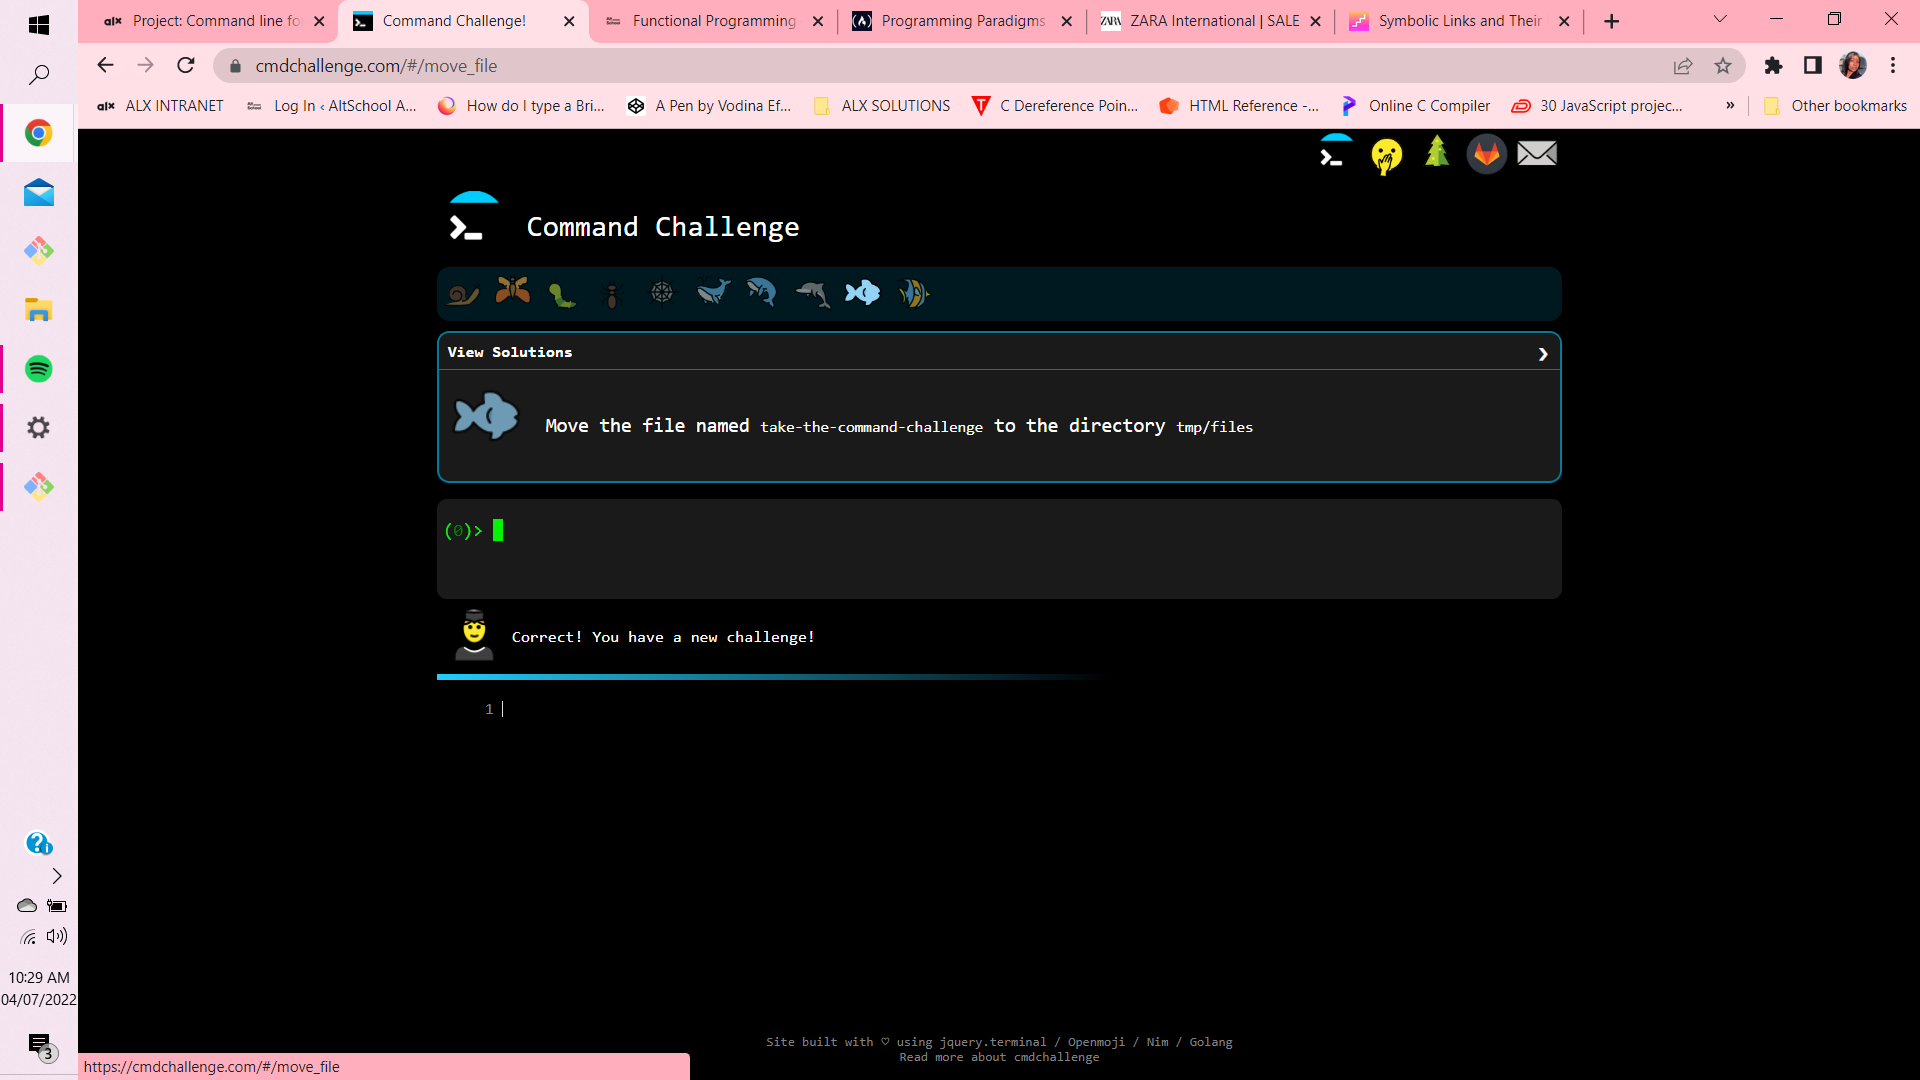 alx Project: Command line fo
Command Challenge!
Functional Programming
Programming Paradigms
ZARA ZARA International | SALE
Symbolic Links and Their
cmdchallenge.com/#/move_file
alx ALX INTRANET
Log In ‹ AltSchool A...
How do I type a Bri...
A Pen by Vodina Ef...
ALX SOLUTIONS
C Dereference Poin...
HTML Reference -...
Online C Compiler
30 JavaScript projec...
»
Other bookmarks
Command Challenge
View Solutions
Move the file named take-the-command-challenge to the directory tmp/files
(0)>
Correct! You have a new challenge!
1
10:29 AM
04/07/2022
3
Site built with ♡ using jquery.terminal / Openmoji / Nim / Golang
Read more about cmdchallenge
https://cmdchallenge.com/#/move_file